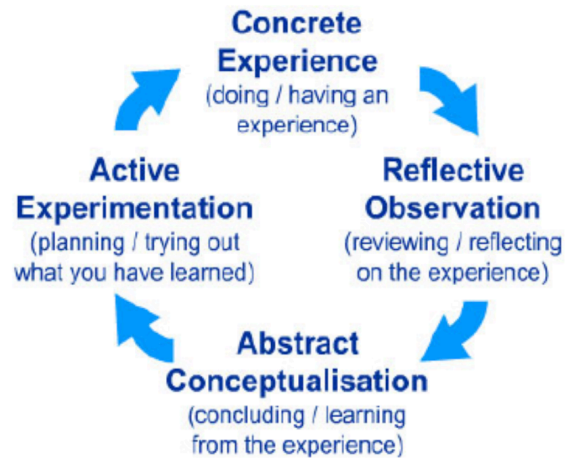 Concrete
Experience
(doing / having an
experience)
Reflective
Observation
(reviewing / reflecting
on the experience)
Abstract
Conceptualisation
(concluding / learning
from the experience)
Active
Experimentation
(planning / trying out
what you have learned)